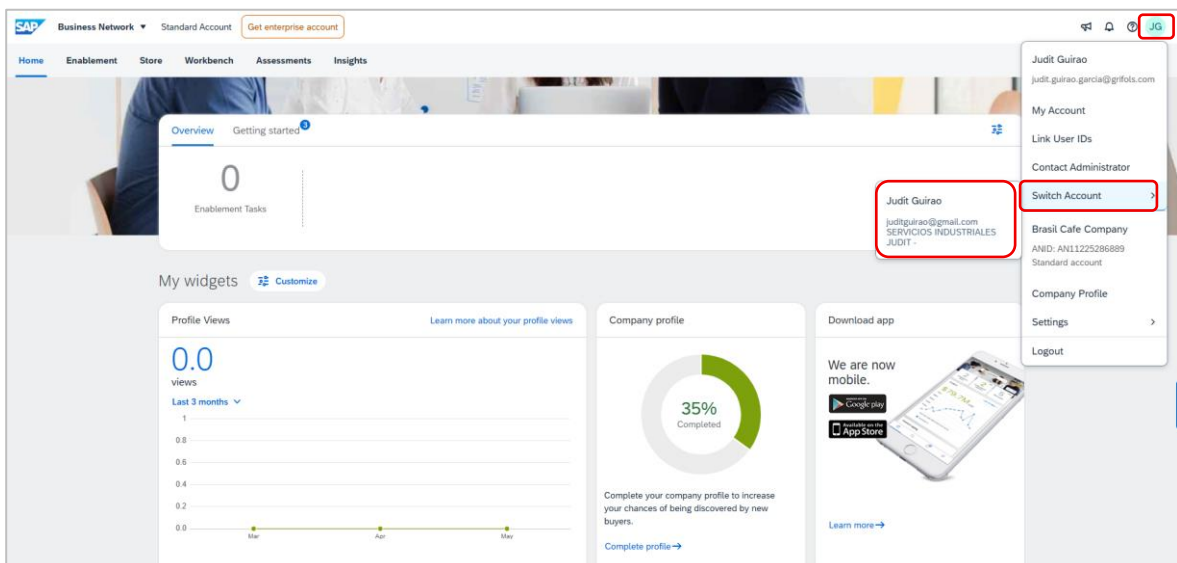 SAP Business Network Standard Account Get enterprise account JG
Home Enablement Store Workbench Assessments Insights
Overview Getting started 3
0
Enablement Tasks
Judit Guirao
judit.guirao.garcia@grifols.com
My Account
Link User IDs
Contact Administrator
Switch Account
Judit Guirao
juditguirao@gmail.com
SERVICIOS INDUSTRIALES
JUDIT -
Brasil Cafe Company
ANID: AN11225286889
Standard account
Company Profile
Settings
Logout
My widgets Customize
Profile Views Learn more about your profile views
0.0
views
Last 3 months
1
0.8
0.6
0.4
0.2
0.0
Mar Apr May
Company profile
35%
Completed
Complete your company profile to increase
your chances of being discovered by new
buyers.
Complete profile
Download app
We are now
mobile.
Google play
Available on the
App Store
Learn more